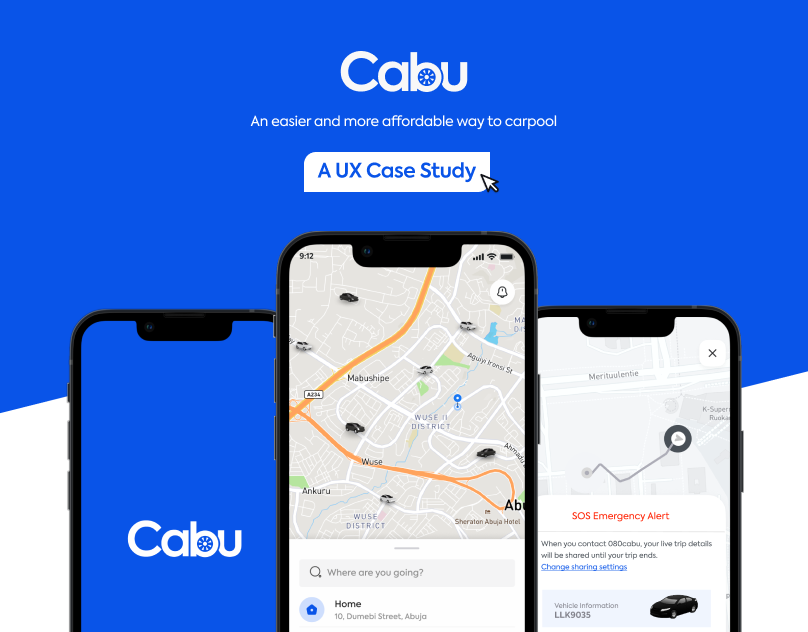 Cabu
An easier and more affordable way to carpool
A UX Case Study
Cabu
9:12
Mabushipe
Aguiyi Ironsi St
A234
WUSE II
DISTRICT
Wuse
Ahmadu
Ankuru
WUSE
DISTRICT
Abu
Sheraton Abuja Hotel
Where are you going?
Home
10, Dumebi Street, Abuja
Merituulentie
K-Super
Ruoka
SOS Emergency Alert
When you contact 080cabu, your live trip details
will be shared until your trip ends.
Change sharing settings
Vehicle Information
LLK9035